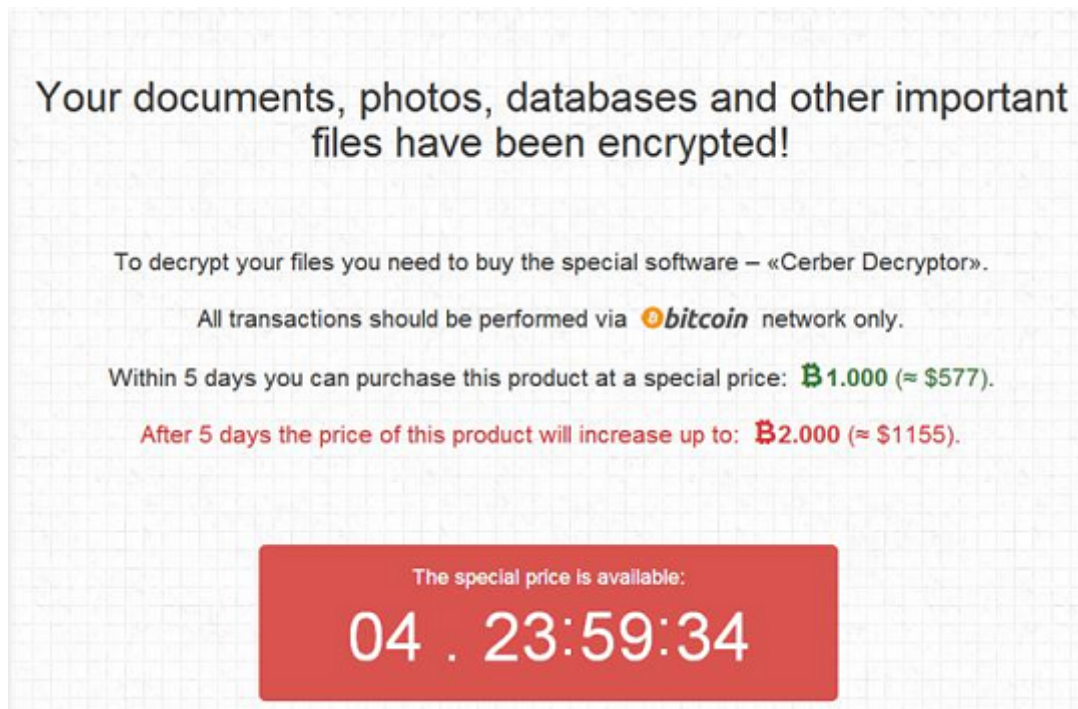 Your documents, photos, databases and other important
files have been encrypted!
To decrypt your files you need to buy the special software – «Cerber Decryptor».
All transactions should be performed via bitcoin network only.
Within 5 days you can purchase this product at a special price: ₿1.000 (≈ $577).
After 5 days the price of this product will increase up to: ₿2.000 (≈ $1155).
The special price is available:
04 . 23:59:34